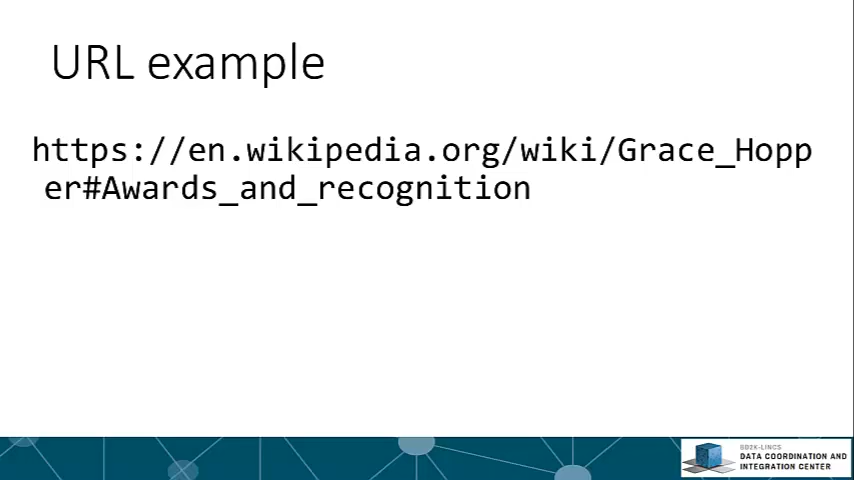 URL example
https://en.wikipedia.org/wiki/Grace_Hopp
er#Awards_and_recognition
BD2K-LINCS
DATA COORDINATION AND
INTEGRATION CENTER